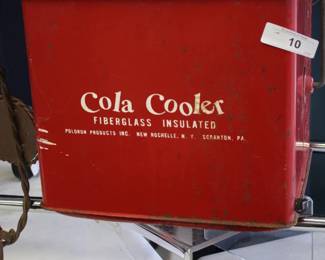 10
Cola Cooler
FIBERGLASS INSULATED
POLORON PRODUCTS INC. NEW ROCHELLE, N. Y. SCRANTON, PA.